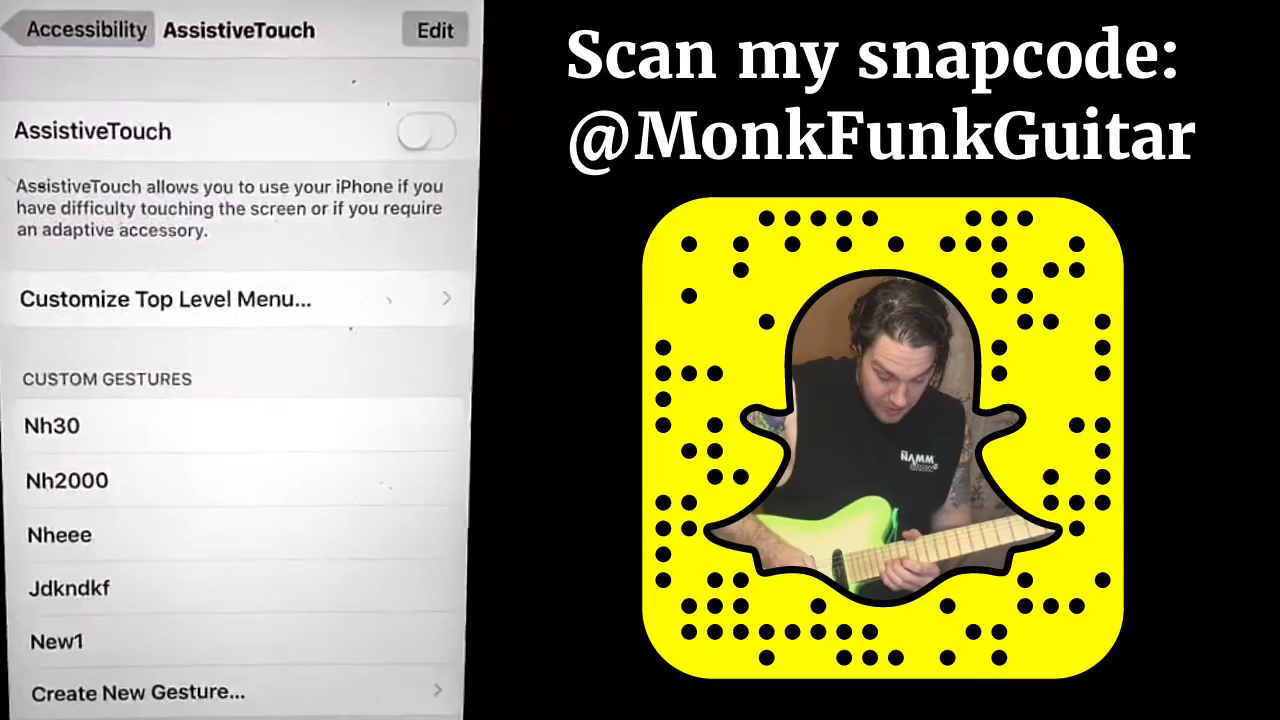 Accessibility AssistiveTouch Edit
AssistiveTouch
AssistiveTouch allows you to use your iPhone if you
have difficulty touching the screen or if you require
an adaptive accessory.
Customize Top Level Menu...
CUSTOM GESTURES
Nh30
Nh2000
Nheee
Jdkndkf
New1
Create New Gesture...
Scan my snapcode:
@MonkFunkGuitar
NAMM
SHOW